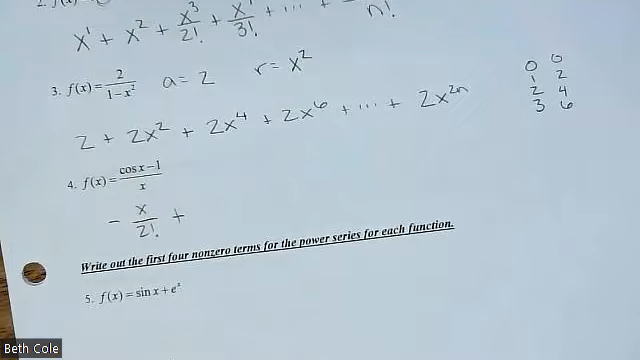 x¹ + x² + x³/2! + x⁴/3! + ... + n!
3. f(x) = 2/(1-x²) a = 2 r = x²
2 + 2x² + 2x⁴ + 2x⁶ + ... + 2x²ⁿ
0 0
1 2
2 4
3 6
4. f(x) = (cos x - 1)/x
- x/2! +
Write out the first four nonzero terms for the power series for each function.
5. f(x) = sin x + eˣ
Beth Cole